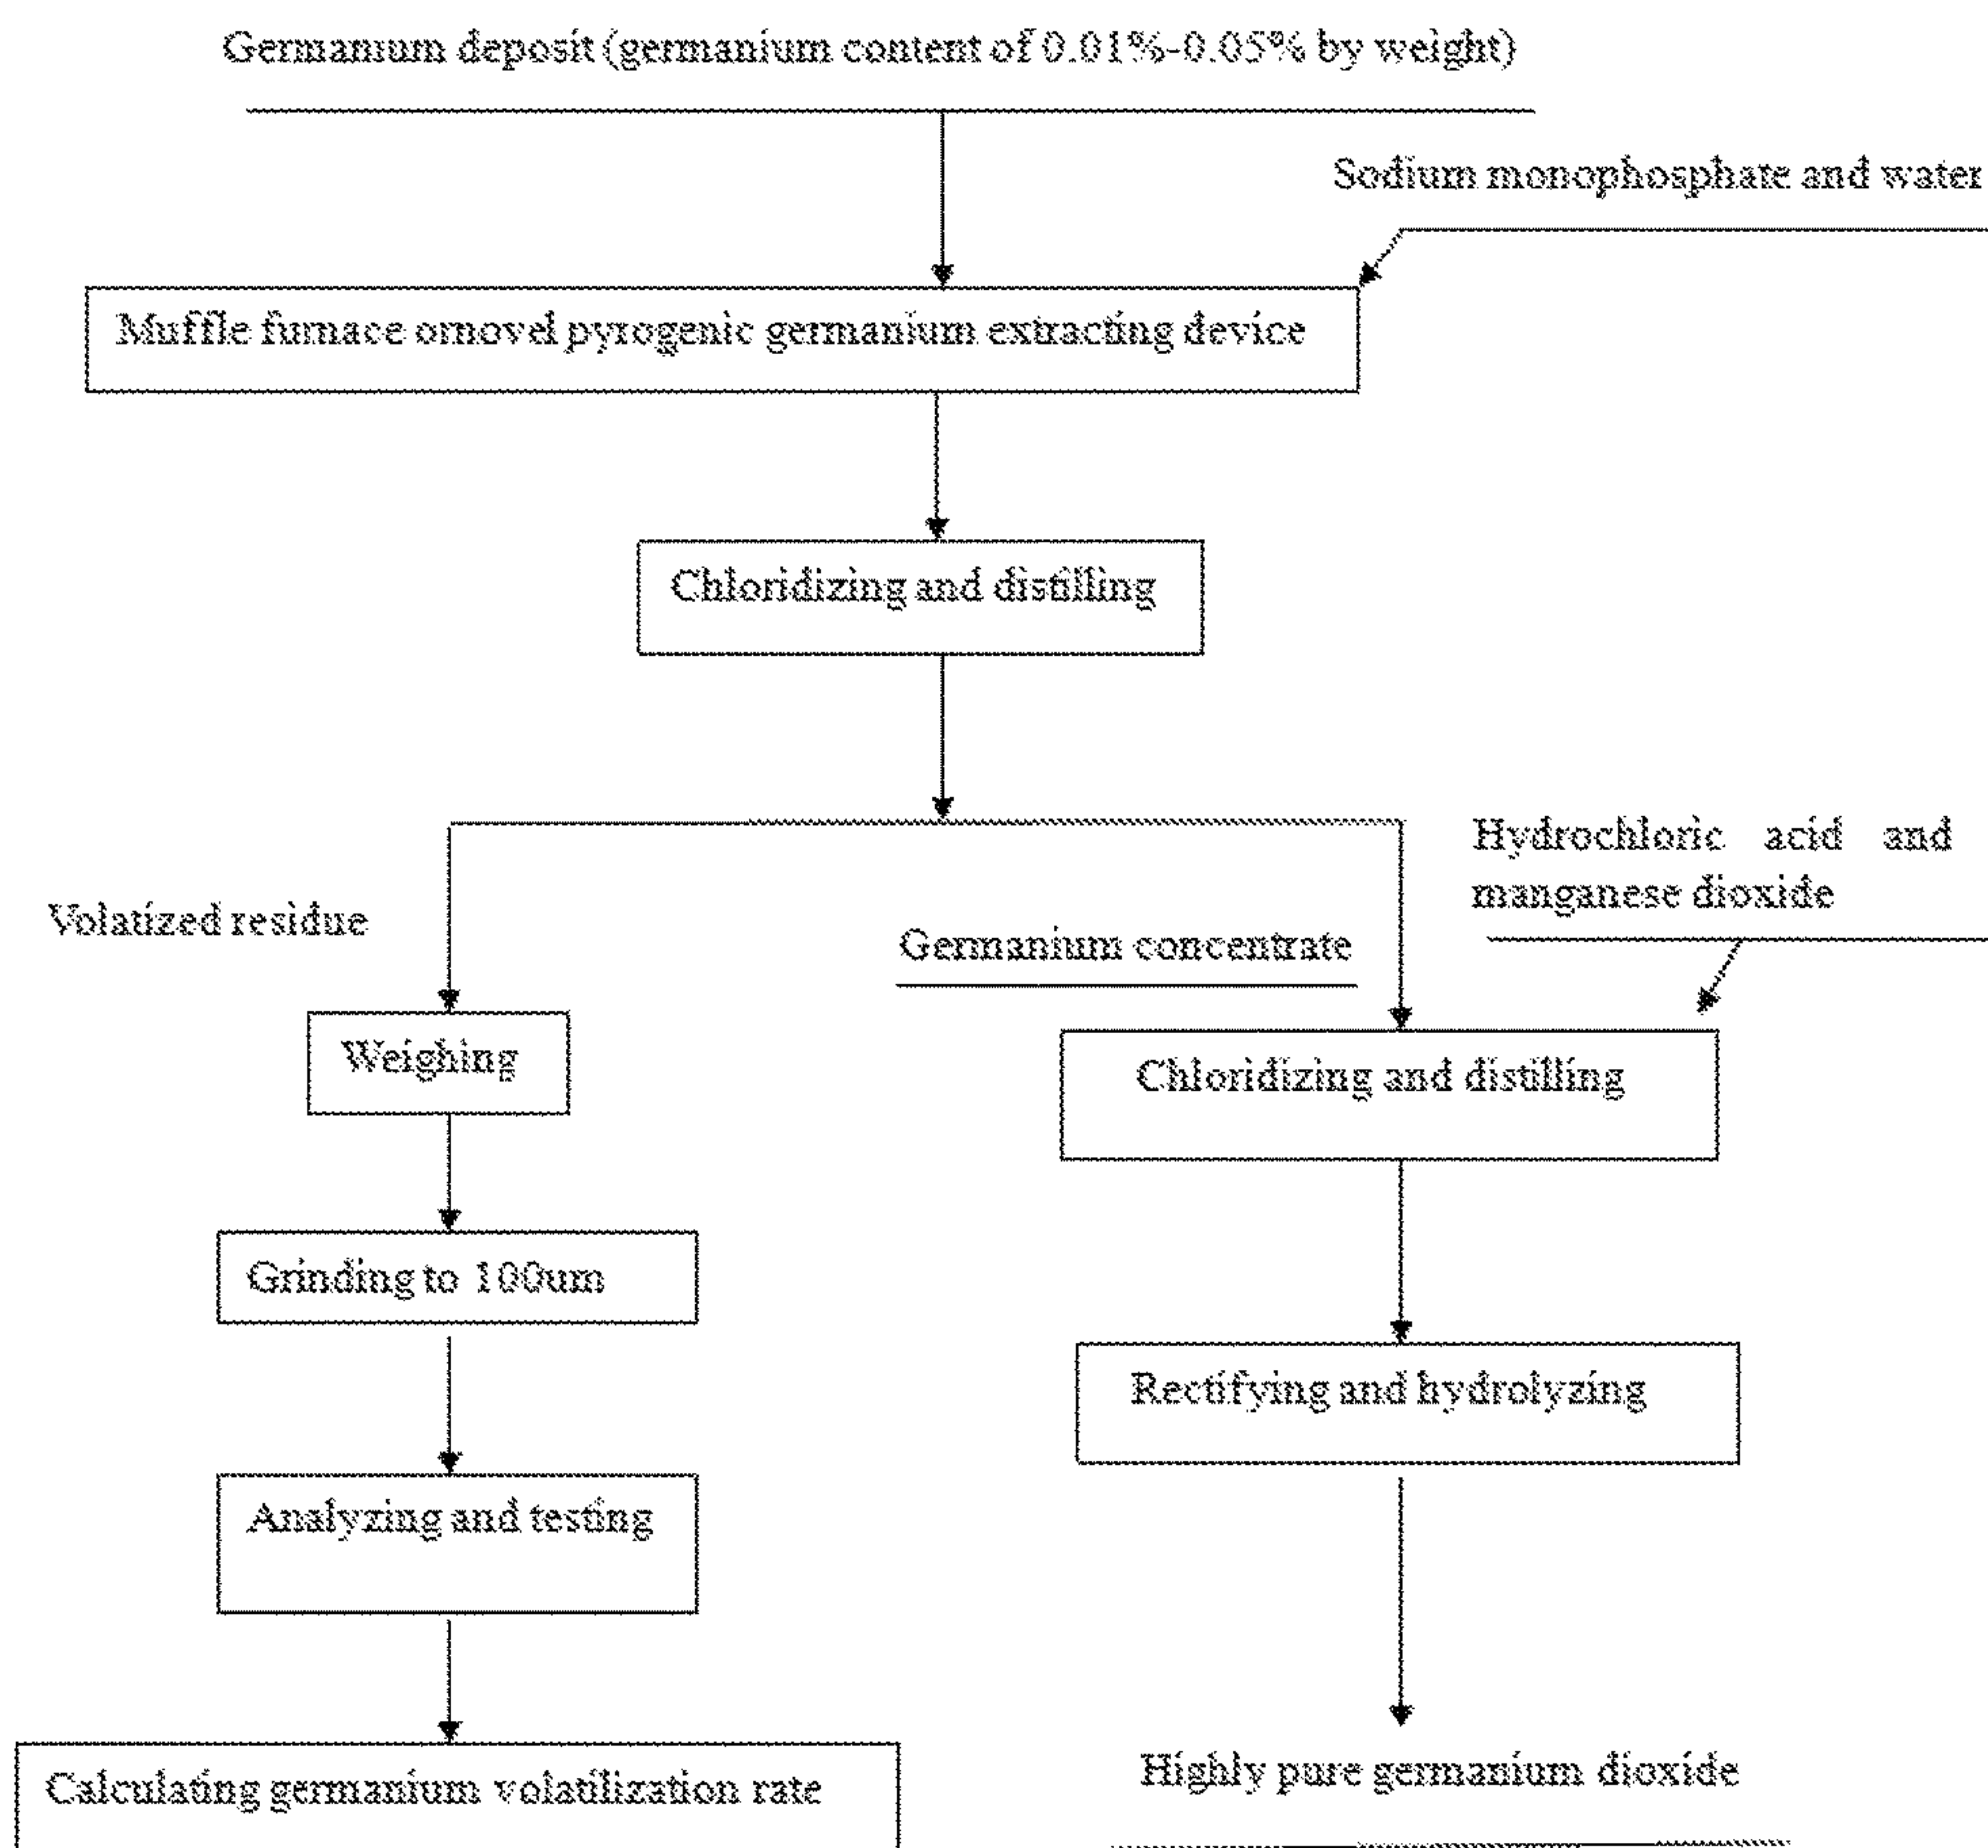 Germanium deposit (germanium content of 0.01%-0.05% by weight)
Sodium monophosphate and water
Muffle furnace ornovel pyrogenic germanium extracting device
Chloridizing and distilling
Hydrochloric acid and
manganese dioxide
Volatized residue
Germanium concentrate
Weighing
Chloridizing and distilling
Grinding to 100um
Rectifying and hydrolyzing
Analyzing and testing
Highly pure germanium dioxide
Calculating germanium volatilization rate